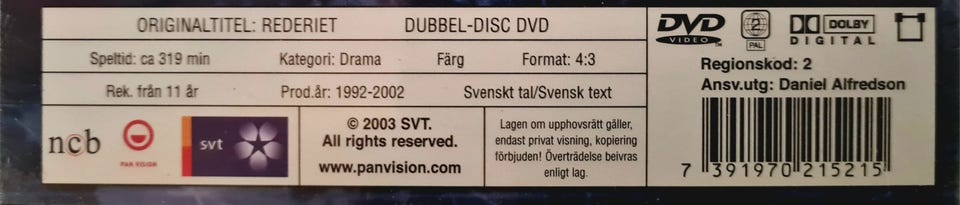 ORIGINALTITEL: REDERIET DUBBEL-DISC DVD
Speltid: ca 319 min Kategori: Drama Färg Format: 4:3
Rek. från 11 år Prod.år: 1992-2002 Svenskt tal/Svensk text
ncb
PAN VISION
svt
© 2003 SVT.
All rights reserved.
www.panvision.com
Lagen om upphovsrätt gäller,
endast privat visning, kopiering
förbjuden! Överträdelse beivras
enligt lag.
DVD
VIDEO™
2
PAL
DOLBY
DIGITAL
Regionskod: 2
Ansv.utg: Daniel Alfredson
7 391970 215215